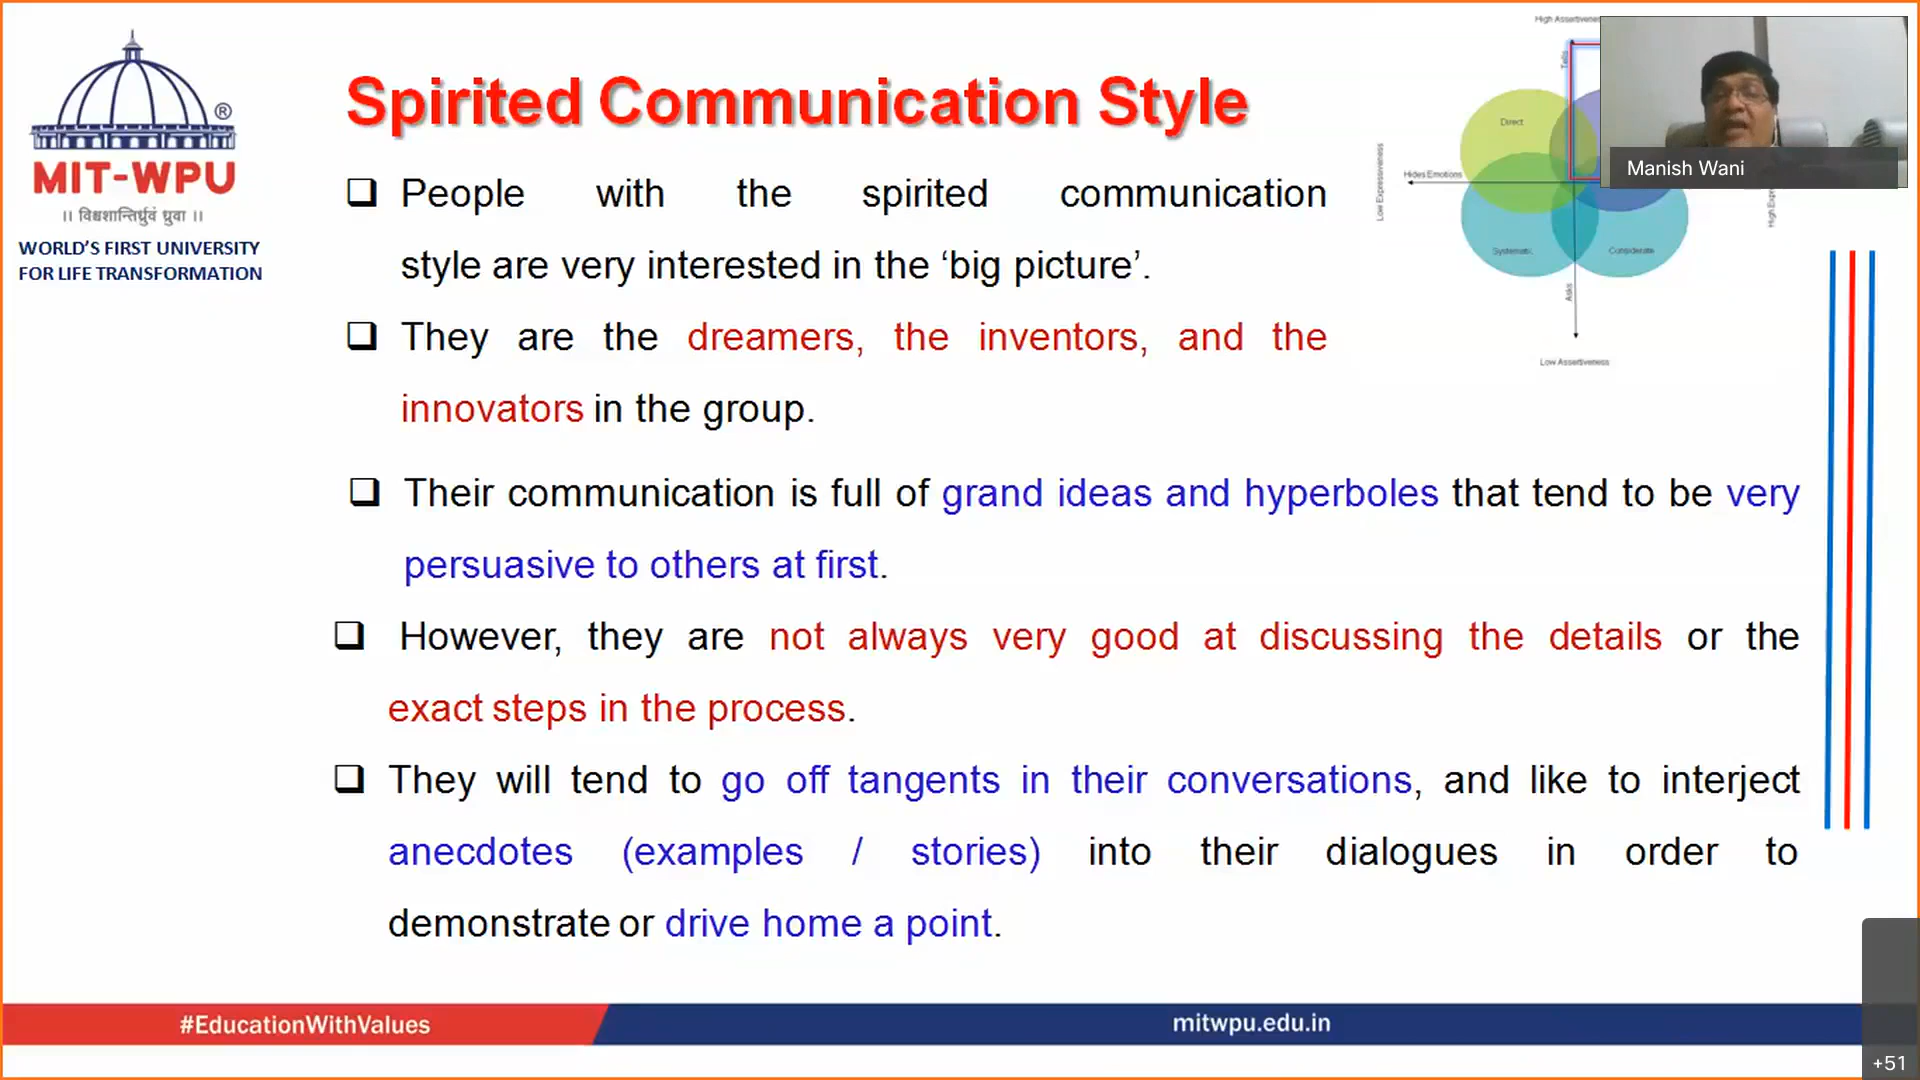 High Assertiveness
Manish Wani
Spirited Communication Style
®
MIT-WPU
।। विश्वशान्तिर्ध्रुवं ध्रुवा ।।
WORLD'S FIRST UNIVERSITY
FOR LIFE TRANSFORMATION
Tells
Direct
Hides Emotions
Low Expressiveness
Systematic
Considerate
Asks
Low Assertiveness
❑ People with the spirited communication
style are very interested in the ‘big picture’.
❑ They are the dreamers, the inventors, and the
innovators in the group.
❑ Their communication is full of grand ideas and hyperboles that tend to be very
persuasive to others at first.
❑ However, they are not always very good at discussing the details or the
exact steps in the process.
❑ They will tend to go off tangents in their conversations, and like to interject
anecdotes (examples / stories) into their dialogues in order to
demonstrate or drive home a point.
#EducationWithValues
mitwpu.edu.in
+51